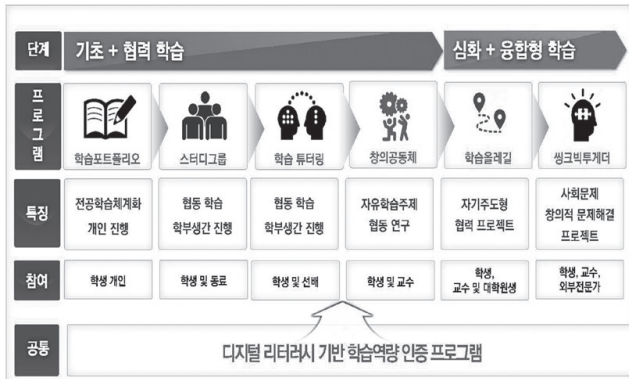 단계
기초 + 협력 학습
심화 + 융합형 학습
프로그램
학습포트폴리오
스터디그룹
학습 튜터링
창의공동체
학습올레길
씽크빅투게더
특징
전공학습체계화
개인 진행
협동 학습
학부생간 진행
협동 학습
학부생간 진행
자유학습주제
협동 연구
자기주도형
협력 프로젝트
사회문제
창의적 문제해결
프로젝트
참여
학생 개인
학생 및 동료
학생 및 선배
학생 및 교수
학생,
교수 및 대학원생
학생, 교수,
외부전문가
공통
디지털 리터러시 기반 학습역량 인증 프로그램